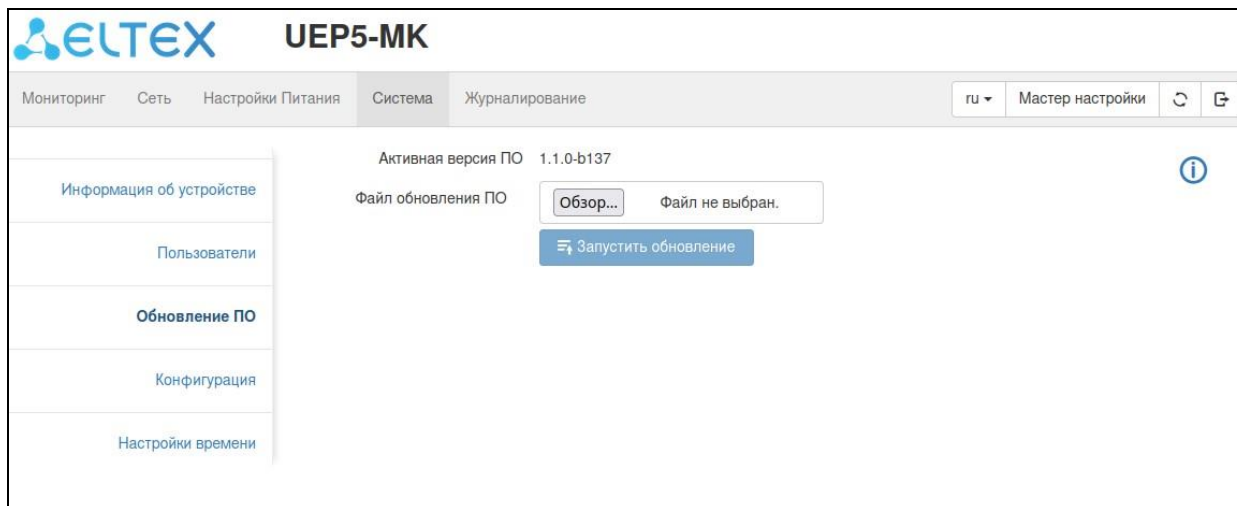 ELTEX UEP5-MK
Мониторинг Сеть Настройки Питания Система Журналирование ru Мастер настройки
Информация об устройстве
Пользователи
Обновление ПО
Конфигурация
Настройки времени
Активная версия ПО 1.1.0-b137
Файл обновления ПО Обзор... Файл не выбран.
Запустить обновление